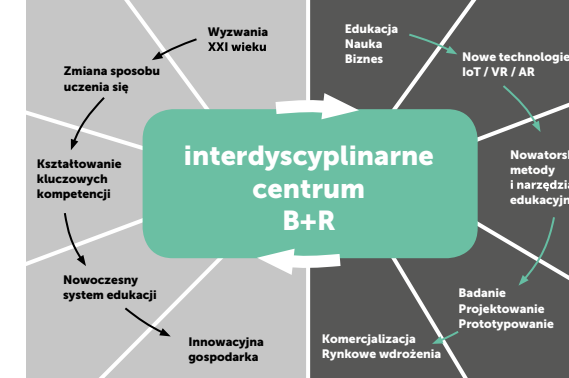 Wyzwania
XXI wieku
Zmiana sposobu
uczenia się
Kształtowanie
kluczowych
kompetencji
Nowoczesny
system edukacji
Innowacyjna
gospodarka
interdyscyplinarne
centrum
B+R
Edukacja
Nauka
Biznes
Nowe technologie
IoT / VR / AR
metody
i narzędzia
Badanie
Projektowanie
Prototypowanie
Komercjalizacja
Rynkowe wdrożenia